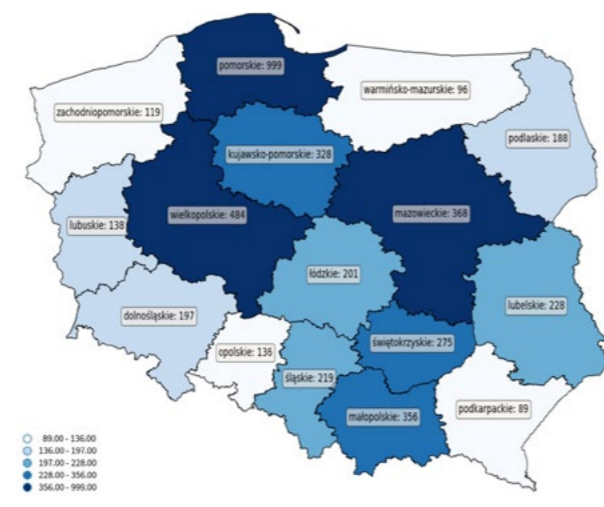 pomorskie: 999
warmińsko-mazurskie: 96
zachodniopomorskie: 119
podlaskie: 188
kujawsko-pomorskie: 328
wielkopolskie: 484
mazowieckie: 368
lubuskie: 138
łódzkie: 201
lubelskie: 228
dolnośląskie: 197
świętokrzyskie: 275
opolskie: 136
śląskie: 219
małopolskie: 356
podkarpackie: 89
89.00 - 136.00
136.00 - 197.00
197.00 - 228.00
228.00 - 356.00
356.00 - 999.00